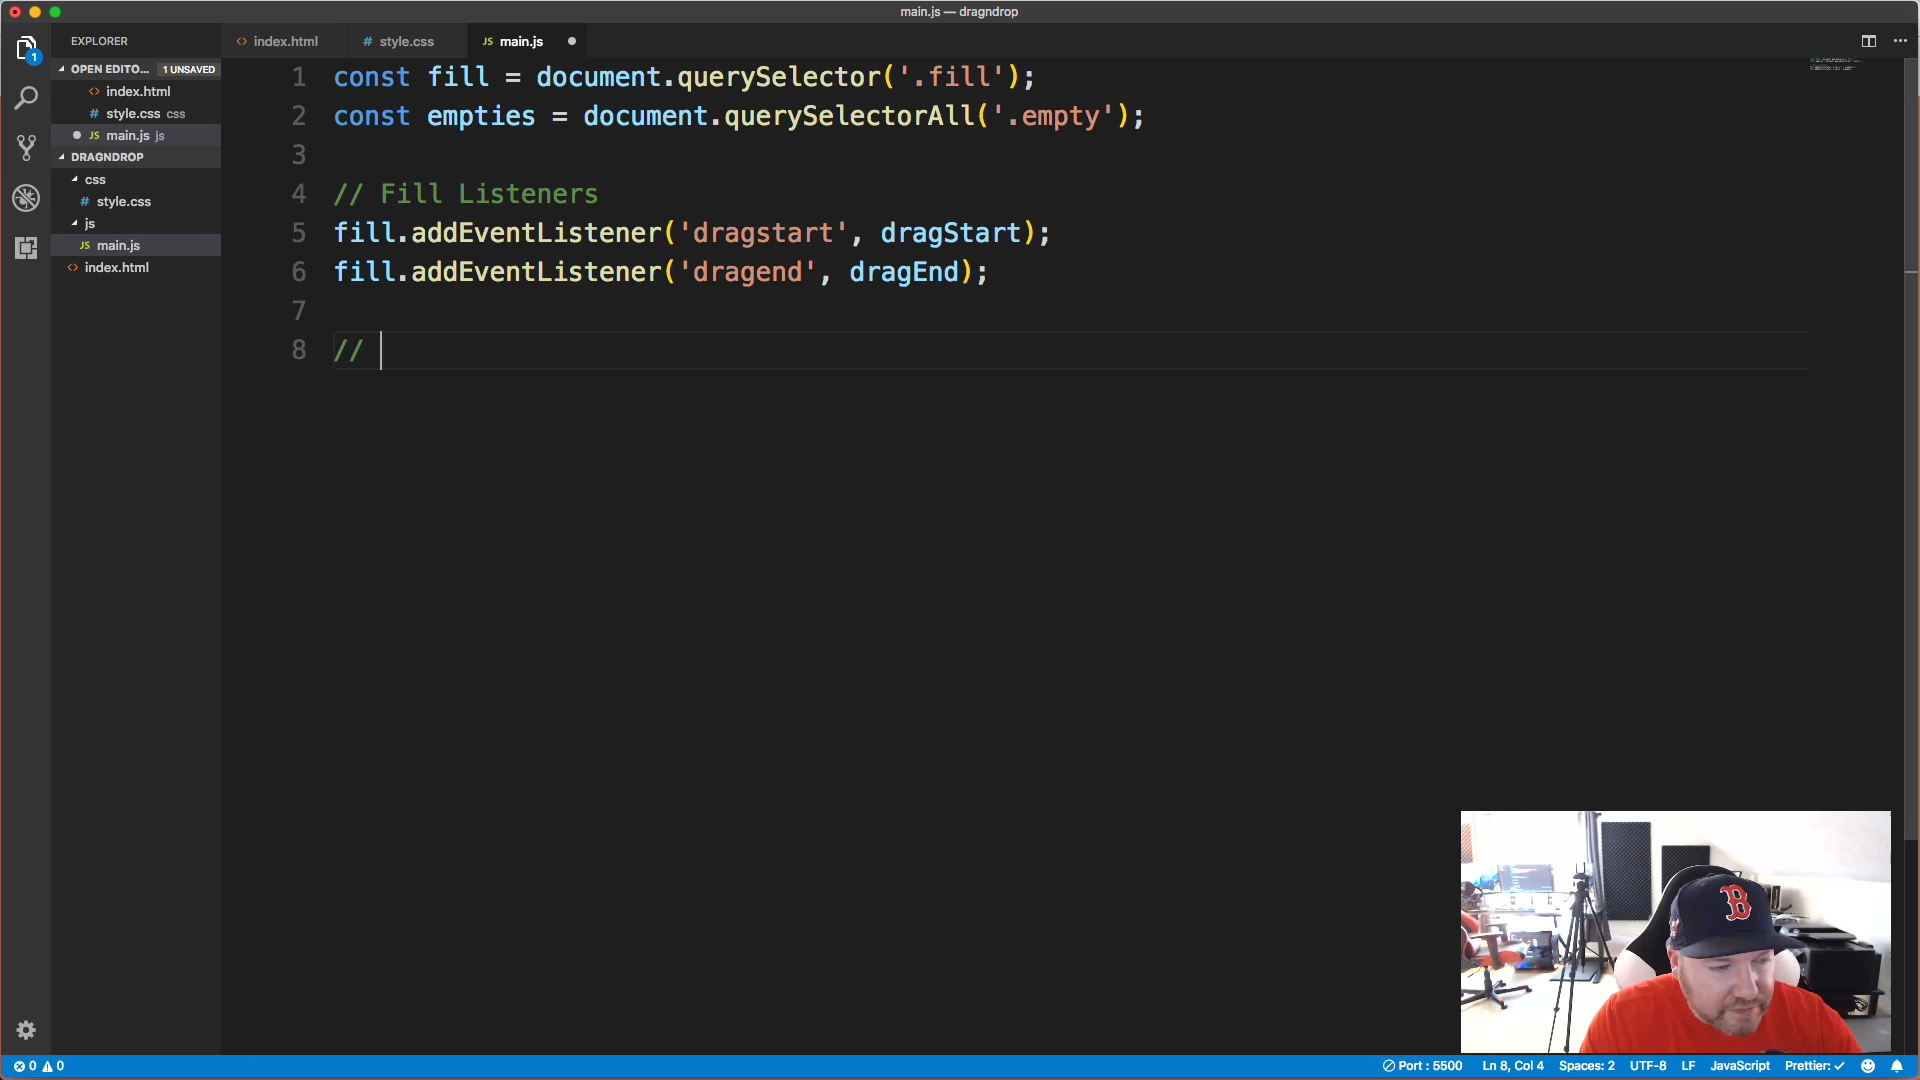 main.js — dragndrop
EXPLORER
index.html
# style.css
JS main.js
OPEN EDITO... 1 UNSAVED
index.html
# style.css css
JS main.js js
DRAGNDROP
css
# style.css
js
JS main.js
index.html
1
1 const fill = document.querySelector('.fill');
2 const empties = document.querySelectorAll('.empty');
3
4 // Fill Listeners
5 fill.addEventListener('dragstart', dragStart);
6 fill.addEventListener('dragend', dragEnd);
7
8 //
B
0 0
Port : 5500 Ln 8, Col 4 Spaces: 2 UTF-8 LF JavaScript Prettier: ✓